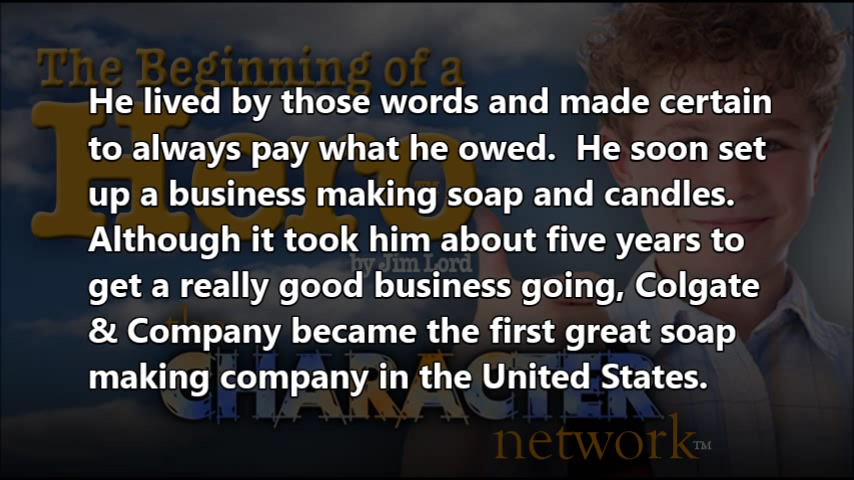 The Beginning of a
Hero
by Jim Lord
He lived by those words and made certain
to always pay what he owed.  He soon set
up a business making soap and candles.
Although it took him about five years to
get a really good business going, Colgate
& Company became the first great soap
making company in the United States.
the
CHARACTER
network™